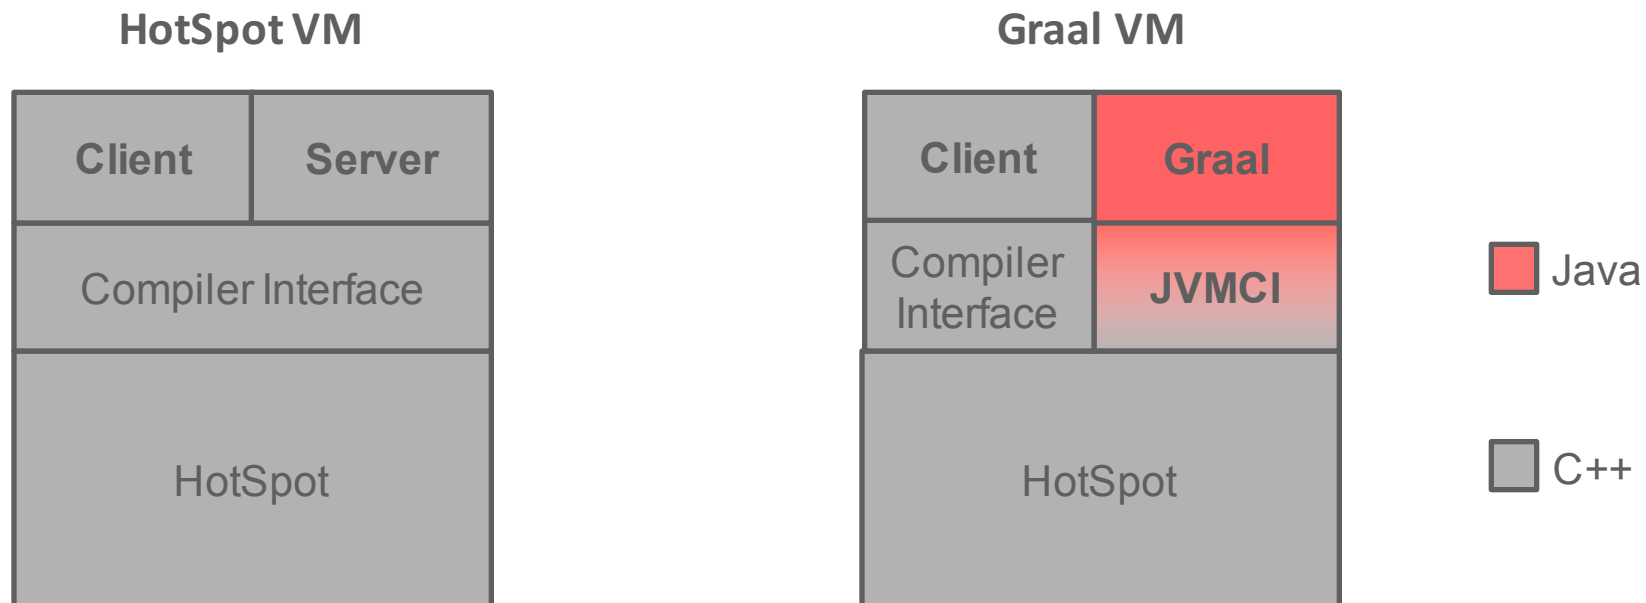 HotSpot VM
Client
Server
Compiler Interface
HotSpot
Graal VM
Client
Graal
Compiler
Interface
JVMCI
HotSpot
Java
C++